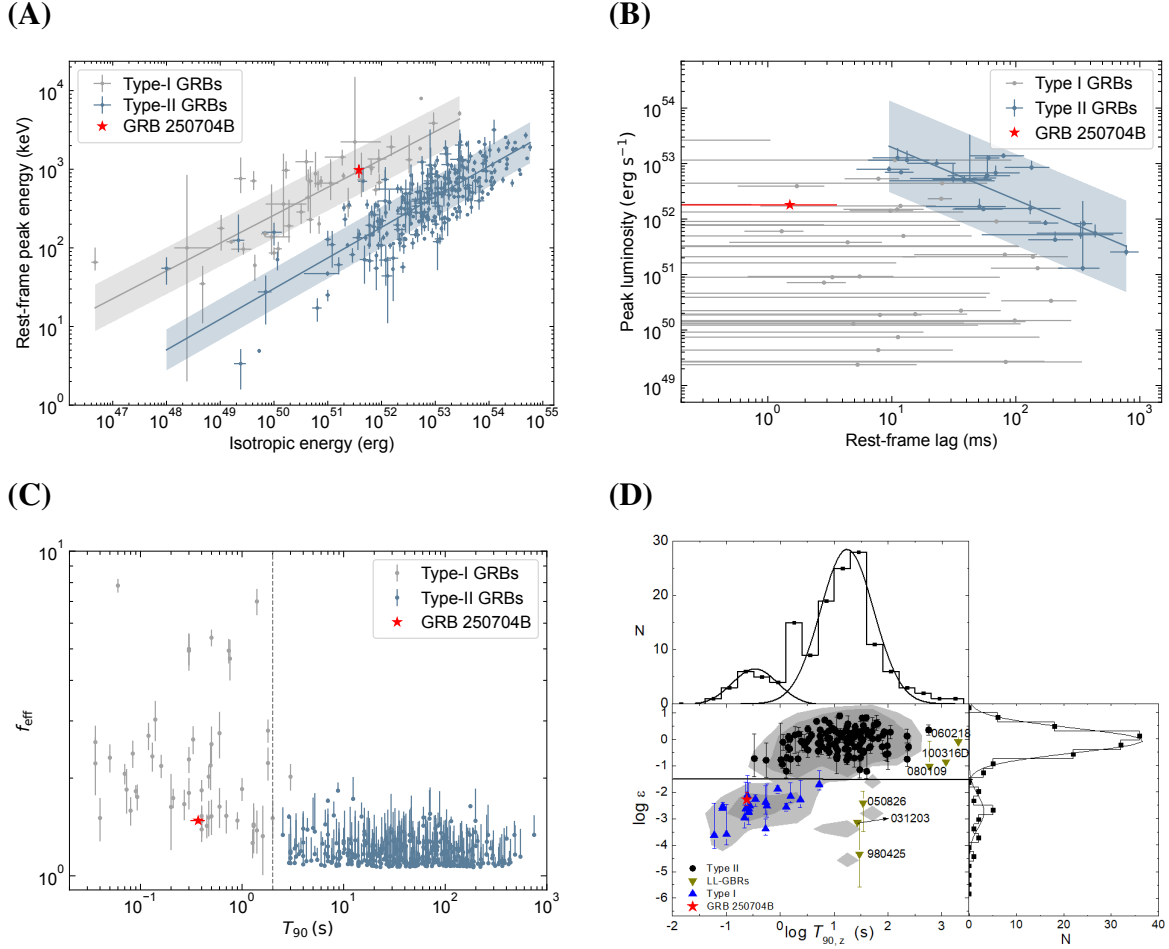 (A)
(B)
Type-I GRBs
Type-II GRBs
GRB 250704B
10^4
10^3
10^2
10^1
10^0
Rest-frame peak energy (keV)
10^47 10^48 10^49 10^50 10^51 10^52 10^53 10^54 10^55
Isotropic energy (erg)
Type I GRBs
Type II GRBs
GRB 250704B
10^54
10^53
10^52
10^51
10^50
10^49
Peak luminosity (erg s^−1)
10^0 10^1 10^2 10^3
Rest-frame lag (ms)
(C)
(D)
Type-I GRBs
Type-II GRBs
GRB 250704B
10^1
10^0
f_eff
10^−1 10^0 10^1 10^2 10^3
T_90 (s)
30
20
10
0
N
060218
100316D
080109
050826
031203
980425
1
0
-1
-2
-3
-4
-5
-6
log ε
Type II
LL-GBRs
Type I
GRB 250704B
-2 -1 0 1 2 3
log T_90, z (s)
0 10 20 30 40
N